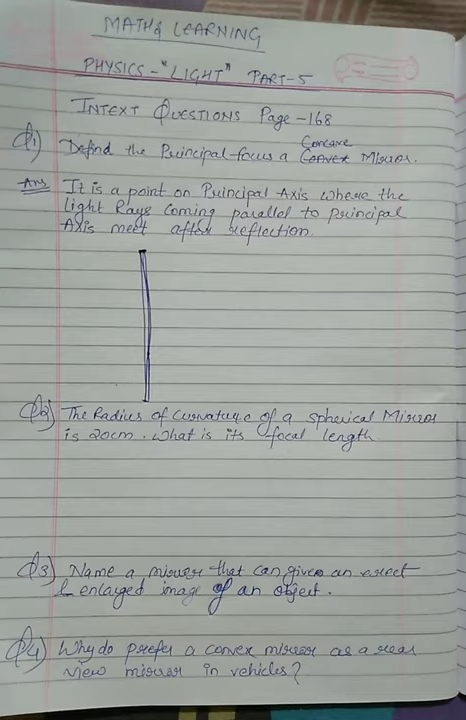 MATHS LEARNING
PHYSICS - "LIGHT" PART-5
INTEXT QUESTIONS Page -168
Q1) Defind the Principal focus a Concave Mirror.
Ans It is a point on Principal Axis where the
Light Rays Coming parallel to principal
Axis meet after reflection.
Q2) The Radius of Curvature of a spherical Mirror
is 20cm. What is its focal length
Q3) Name a mirror that can given an erect
& enlarged image of an object.
Q4) Why do prefer a convex mirror as a rear
view mirror in vehicles?